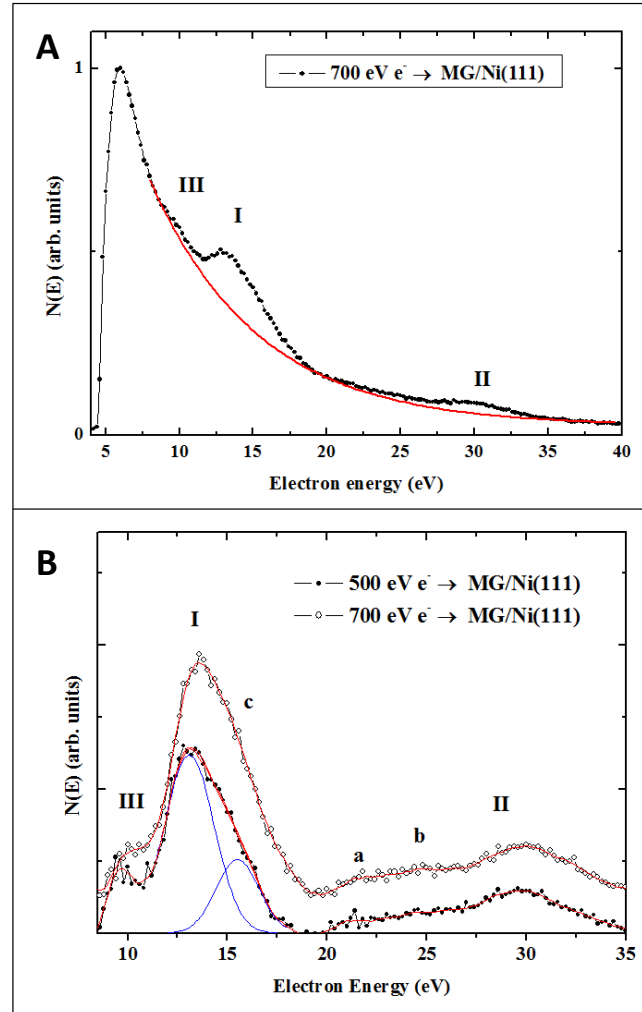 A
700 eV e⁻ → MG/Ni(111)
1
III
I
II
0
N(E) (arb. units)
5 10 15 20 25 30 35 40
Electron energy (eV)
B
500 eV e⁻ → MG/Ni(111)
700 eV e⁻ → MG/Ni(111)
I
c
III
a
b
II
N(E) (arb. units)
10 15 20 25 30 35
Electron Energy (eV)